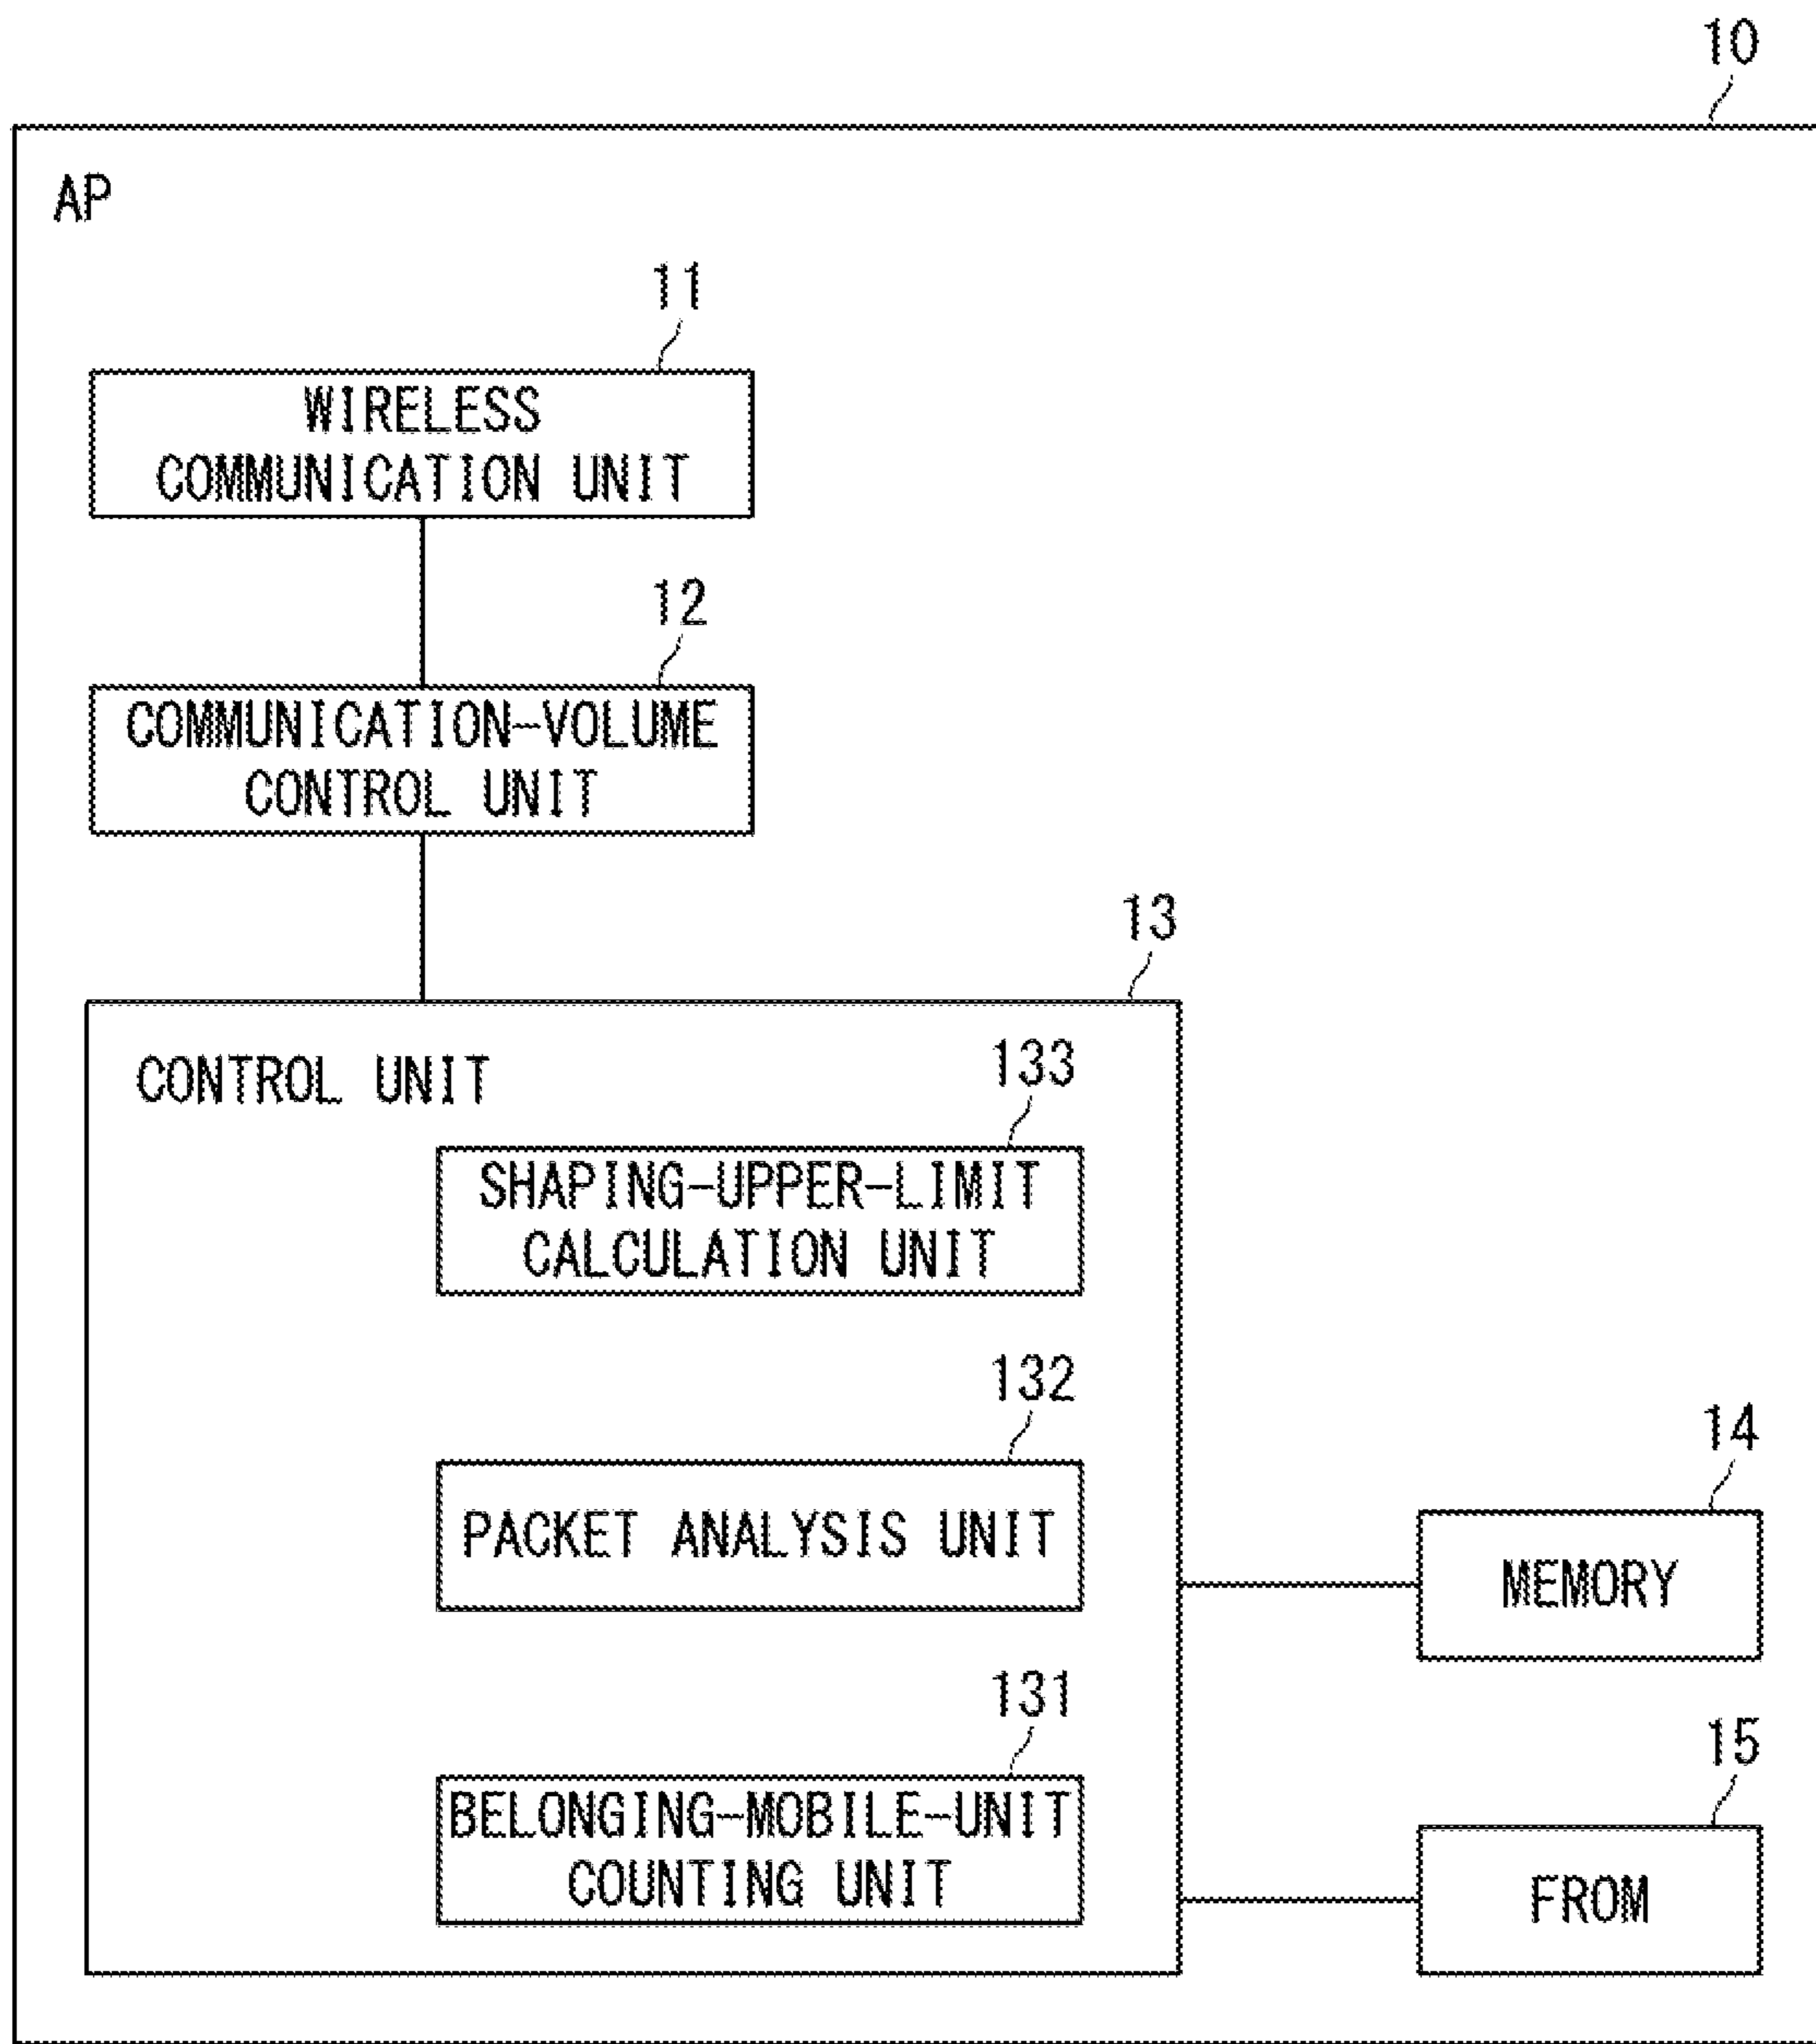 10
AP
11
WIRELESS
COMMUNICATION UNIT
12
COMMUNICATION-VOLUME
CONTROL UNIT
13
CONTROL UNIT
133
SHAPING-UPPER-LIMIT
CALCULATION UNIT
132
PACKET ANALYSIS UNIT
14
MEMORY
131
BELONGING-MOBILE-UNIT
COUNTING UNIT
15
FROM